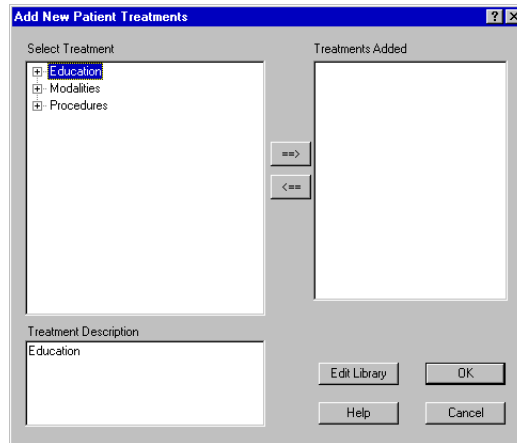 Add New Patient Treatments
Select Treatment
Treatments Added
Education
Modalities
Procedures
==>
<==
Treatment Description
Education
Edit Library
OK
Help
Cancel